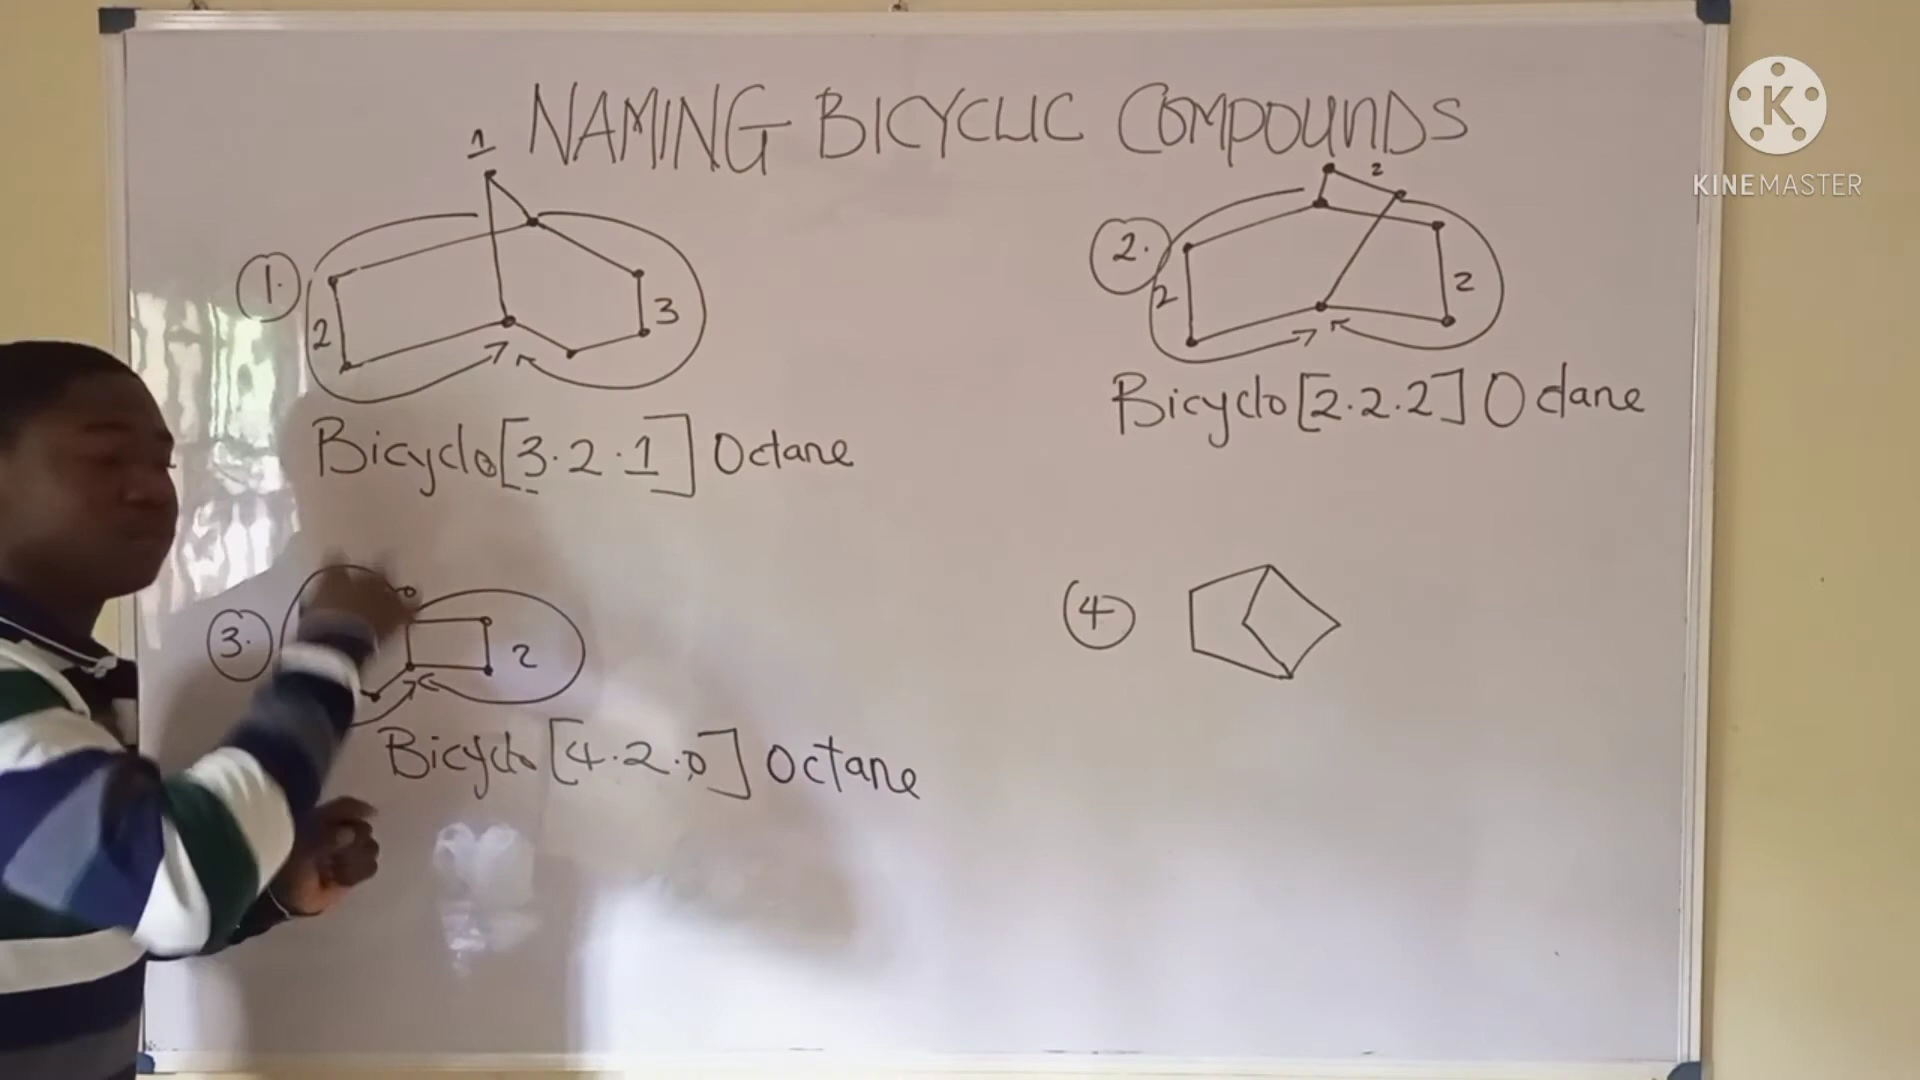 NAMING BICYCLIC COMPOUNDS
1
1.
2
3
Bicyclo[3.2.1] Octane
2
2.
2
2
Bicyclo[2.2.2] Octane
3.
0
2
Bicyclo[4.2.0] Octane
4
K
KINEMASTER